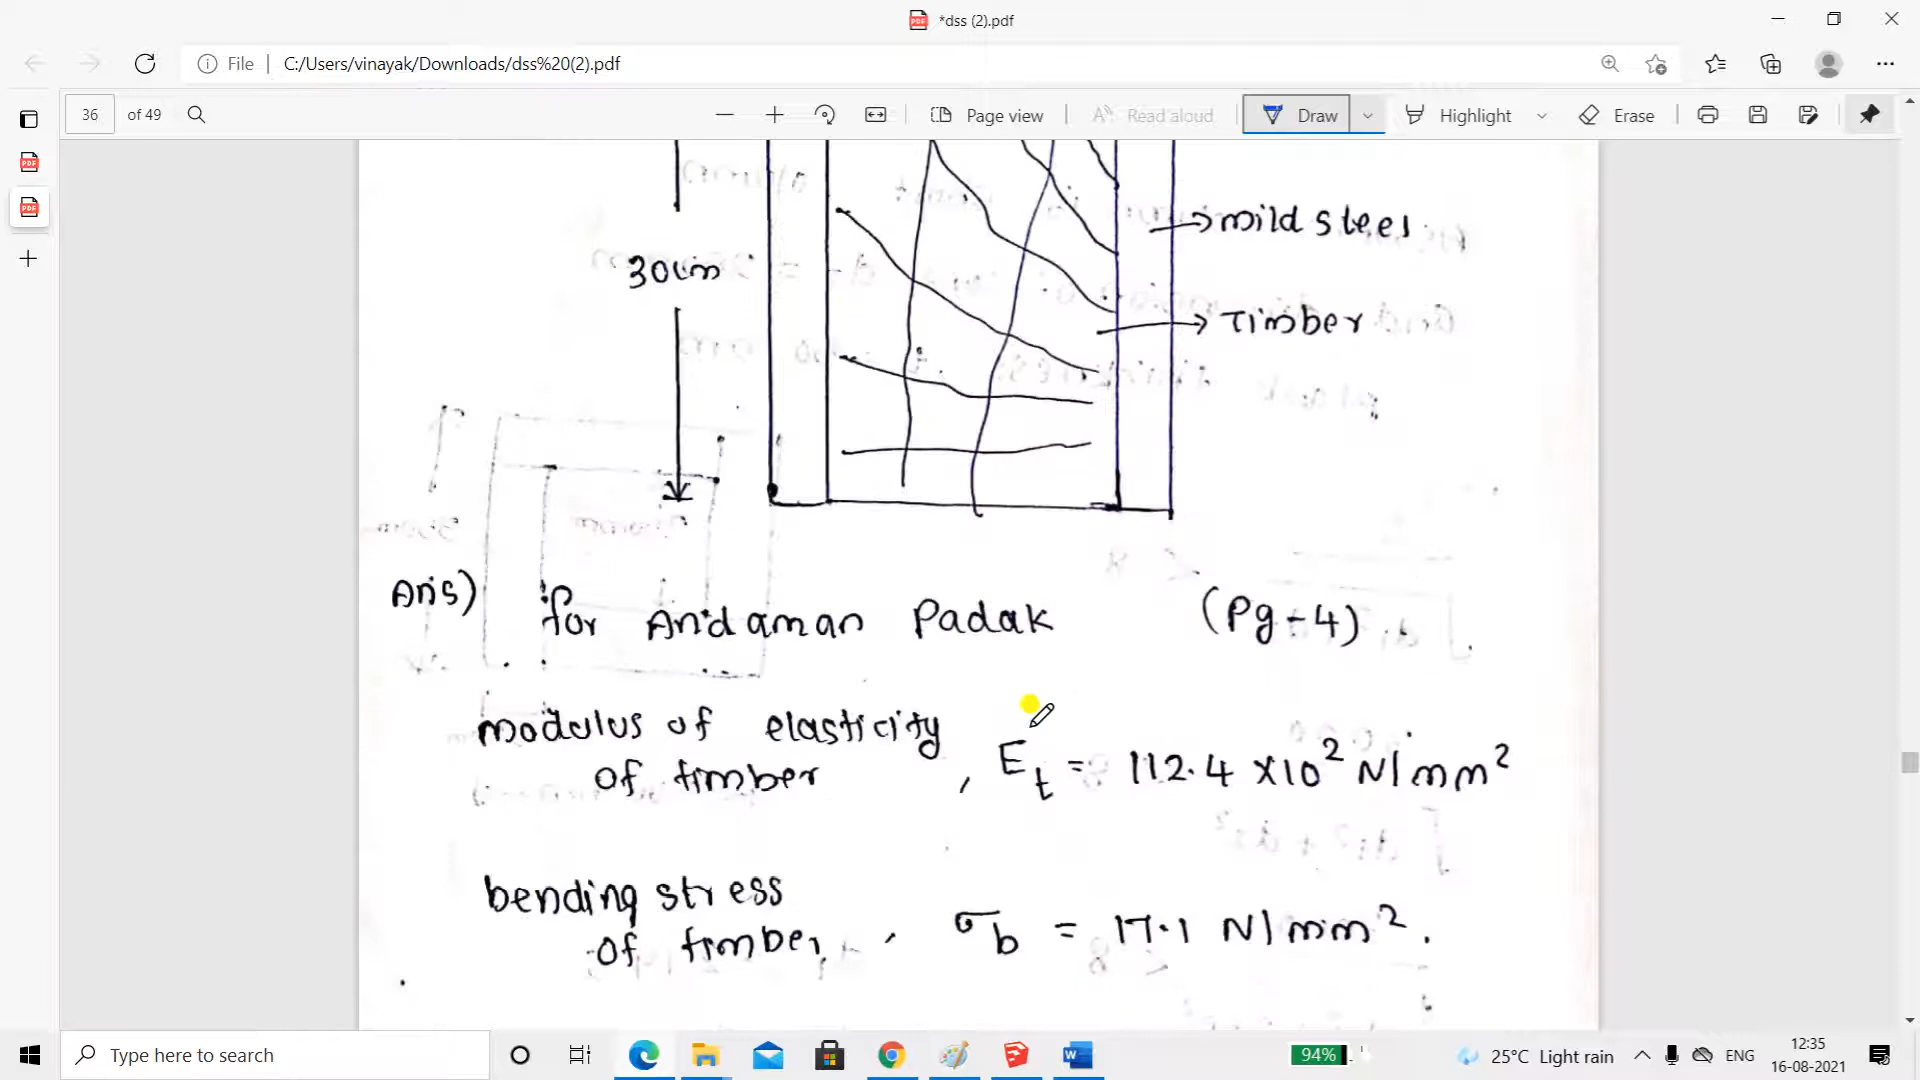 *dss (2).pdf
File
C:/Users/vinayak/Downloads/dss%20(2).pdf
36 of 49
Page view
Read aloud
Draw
Highlight
Erase
mild steel
30cm
Timber
Ans) for Andaman Padak (Pg-4)
modulus of elasticity
of timber, Et = 112.4 ×10² N/mm²
bending stress
of timber, σb = 17.1 N/mm².
Type here to search
94%
25°C Light rain
ENG
12:35
16-08-2021